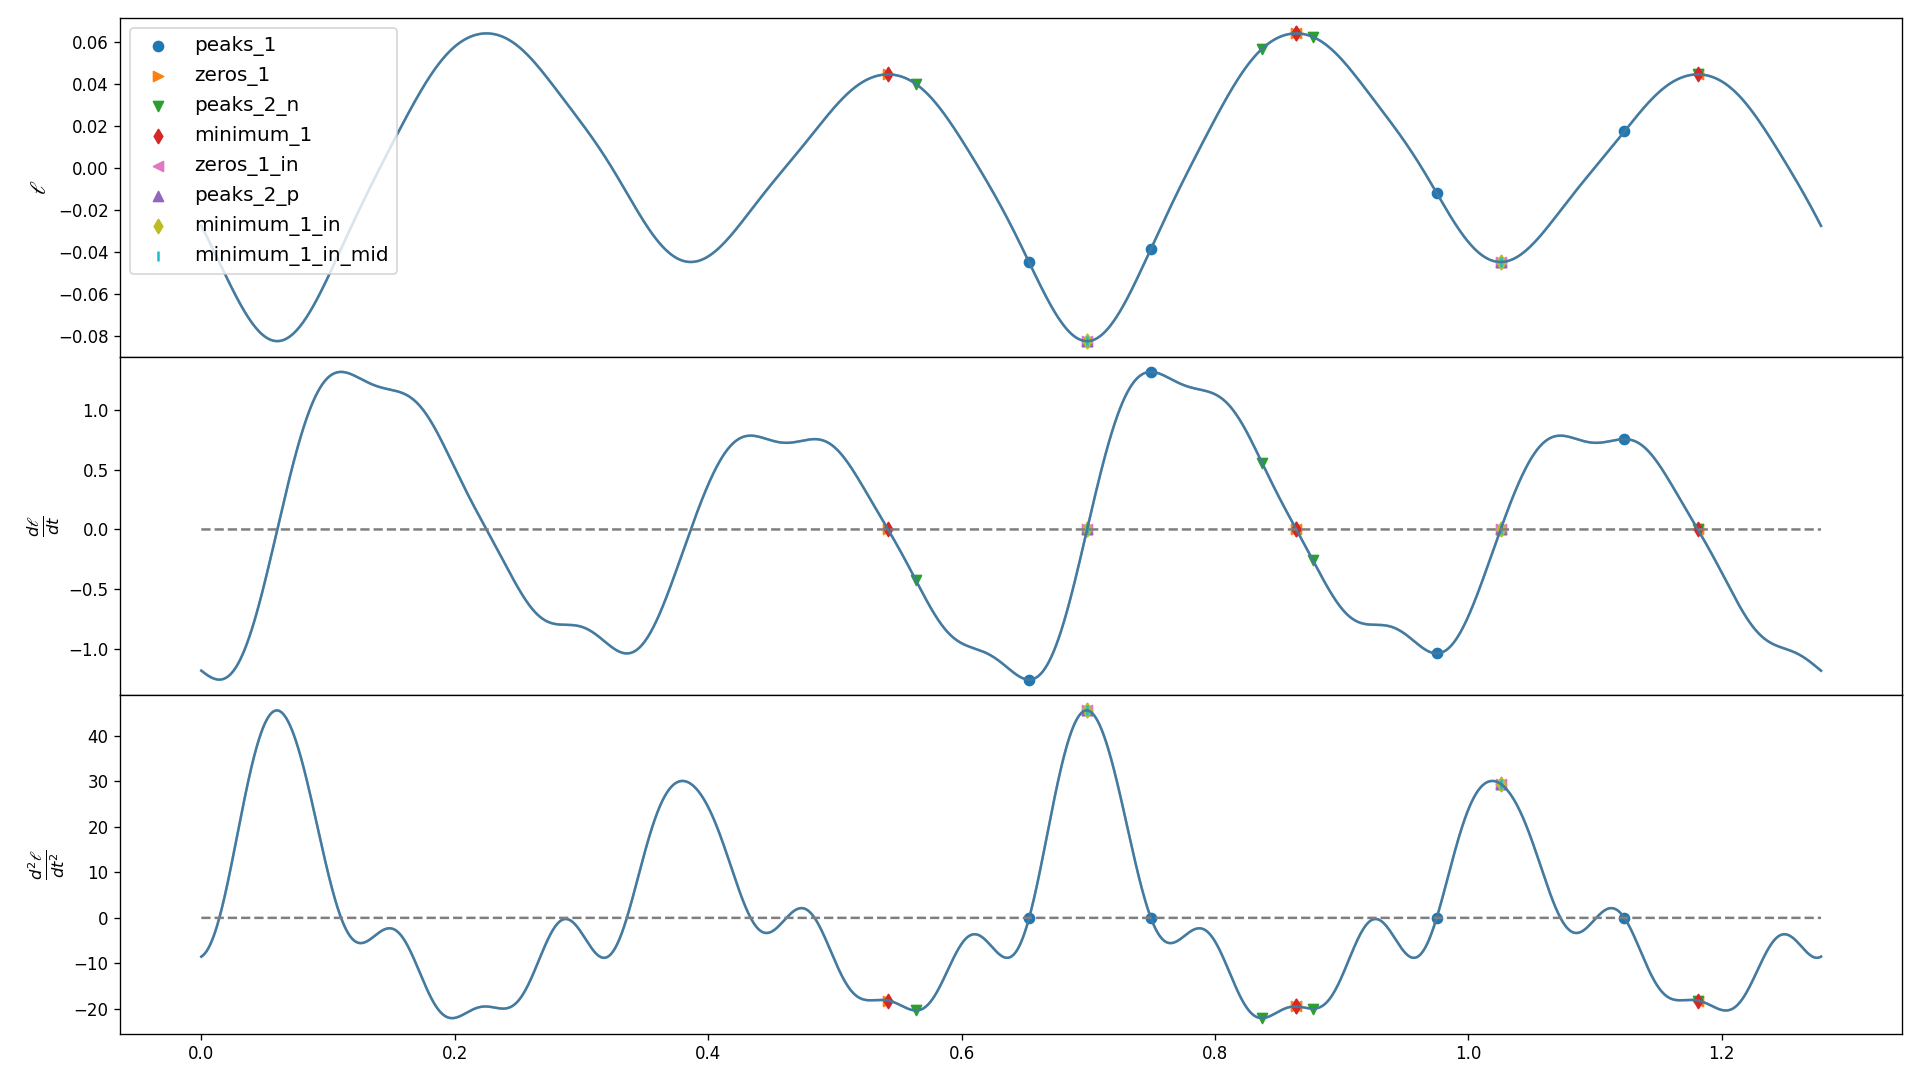 0.06
0.04
0.02
0.00
−0.02
−0.04
−0.06
−0.08
ℓ
peaks_1
zeros_1
peaks_2_n
minimum_1
zeros_1_in
peaks_2_p
minimum_1_in
minimum_1_in_mid
1.0
0.5
0.0
−0.5
−1.0
dℓ/dt
40
30
20
10
0
−10
−20
d²ℓ/dt²
0.0 0.2 0.4 0.6 0.8 1.0 1.2